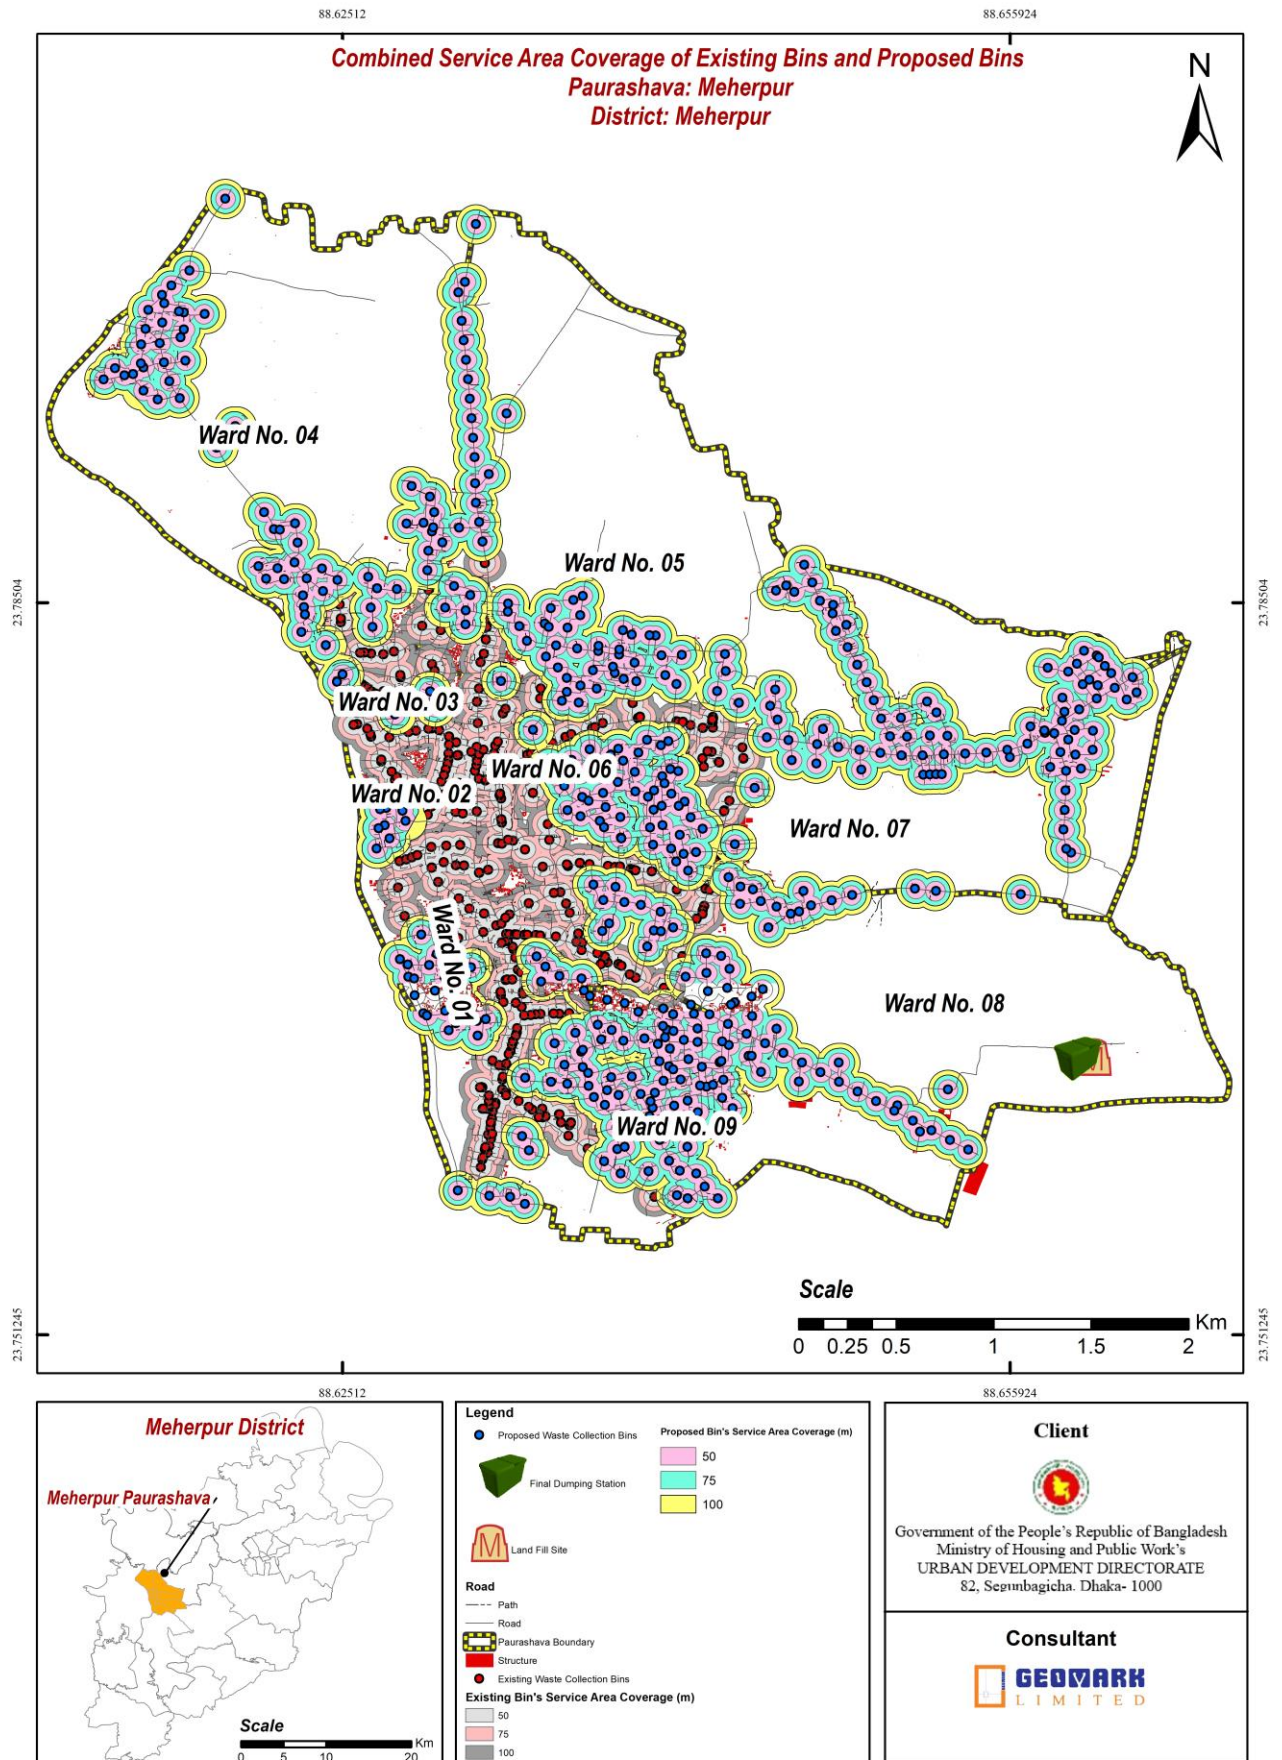 88.62512
88.655924
Combined Service Area Coverage of Existing Bins and Proposed Bins
Paurashava: Meherpur
District: Meherpur
N
Ward No. 04
Ward No. 05
23.78504
23.78504
Ward No. 03
Ward No. 06
Ward No. 02
Ward No. 07
Ward No. 01
Ward No. 08
M
Ward No. 09
Scale
Km
0 0.25 0.5 1 1.5 2
23.751245
23.751245
88.62512
88.655924
Meherpur District
Meherpur Paurashava
Scale
Km
0 5 10 20
Legend
Proposed Waste Collection Bins
Final Dumping Station
M
Land Fill Site
Road
Path
Road
Paurashava Boundary
Structure
Existing Waste Collection Bins
Existing Bin's Service Area Coverage (m)
50
75
100
Proposed Bin's Service Area Coverage (m)
50
75
100
Client
Government of the People's Republic of Bangladesh
Ministry of Housing and Public Work's
URBAN DEVELOPMENT DIRECTORATE
82, Segunbagicha. Dhaka- 1000
Consultant
GEOMARK
LIMITED